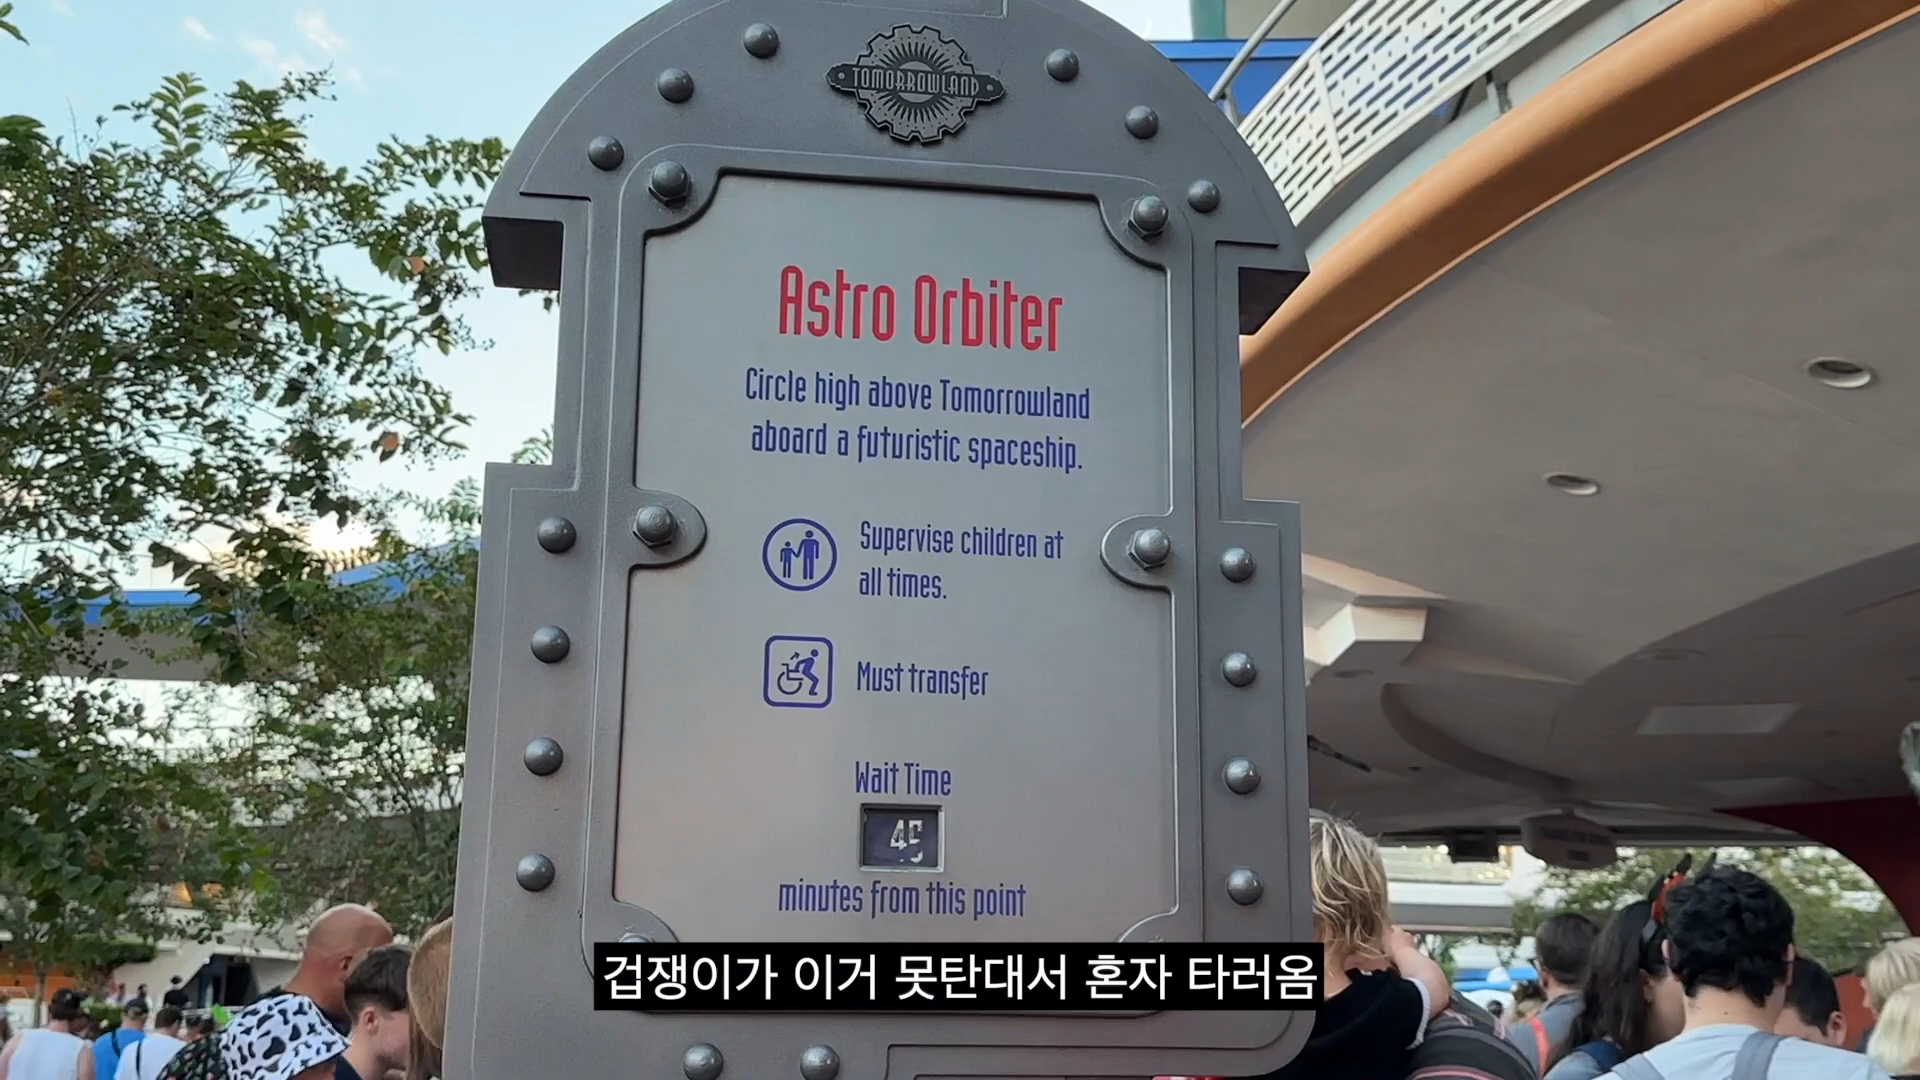 TOMORROWLAND
Astro Orbiter
Circle high above Tomorrowland
aboard a futuristic spaceship.
Supervise children at
all times.
Must transfer
Wait Time
45
minutes from this point
겁쟁이가 이거 못탄대서 혼자 타러옴